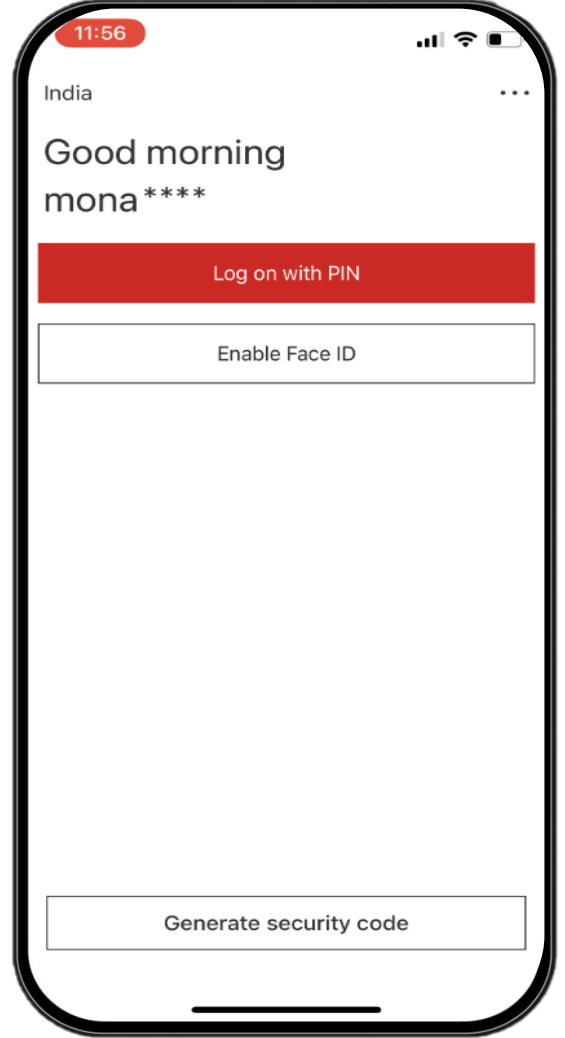 11:56
India
Good morning
mona****
Log on with PIN
Enable Face ID
Generate security code